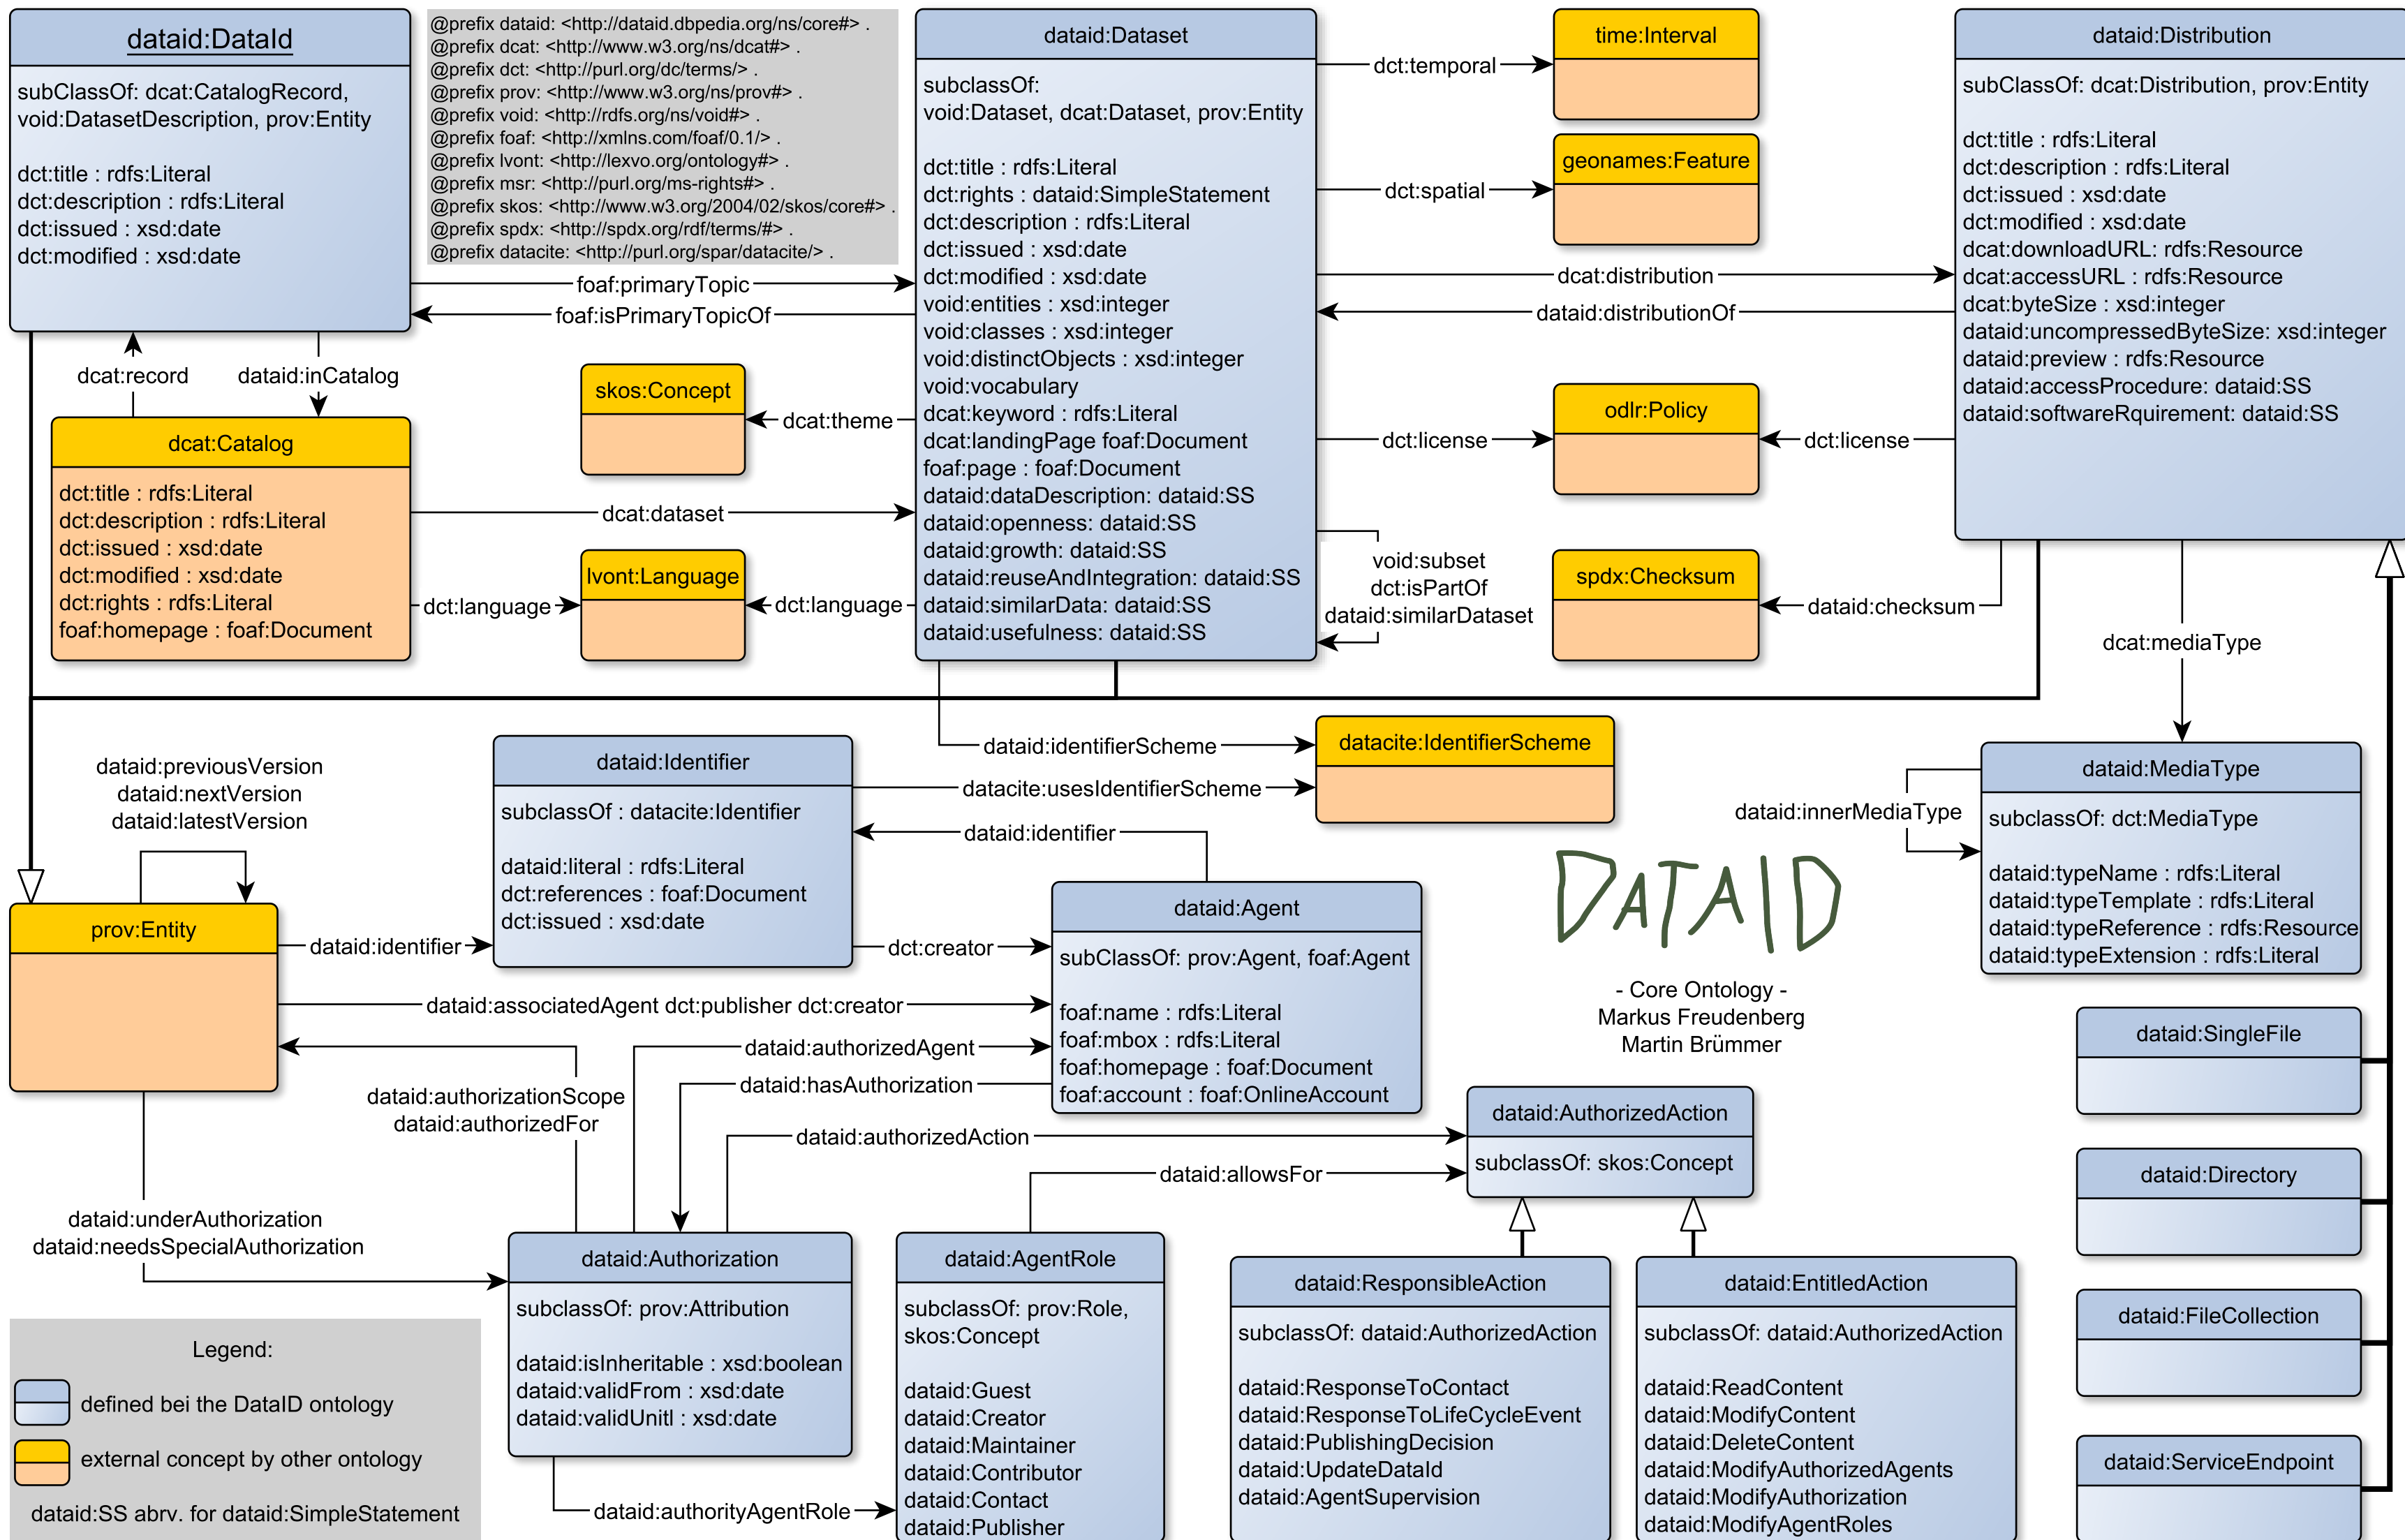 dataid:DataId
subClassOf: dcat:CatalogRecord,
void:DatasetDescription, prov:Entity
dct:title : rdfs:Literal
dct:description : rdfs:Literal
dct:issued : xsd:date
dct:modified : xsd:date
@prefix dataid: <http://dataid.dbpedia.org/ns/core#> .
@prefix dcat: <http://www.w3.org/ns/dcat#> .
@prefix dct: <http://purl.org/dc/terms/> .
@prefix prov: <http://www.w3.org/ns/prov#> .
@prefix void: <http://rdfs.org/ns/void#> .
@prefix foaf: <http://xmlns.com/foaf/0.1/> .
@prefix lvont: <http://lexvo.org/ontology#> .
@prefix msr: <http://purl.org/ms-rights#> .
@prefix skos: <http://www.w3.org/2004/02/skos/core#> .
@prefix spdx: <http://spdx.org/rdf/terms/#> .
@prefix datacite: <http://purl.org/spar/datacite/> .
dataid:Dataset
subclassOf:
void:Dataset, dcat:Dataset, prov:Entity
dct:title : rdfs:Literal
dct:rights : dataid:SimpleStatement
dct:description : rdfs:Literal
dct:issued : xsd:date
dct:modified : xsd:date
void:entities : xsd:integer
void:classes : xsd:integer
void:distinctObjects : xsd:integer
void:vocabulary
dcat:keyword : rdfs:Literal
dcat:landingPage foaf:Document
foaf:page : foaf:Document
dataid:dataDescription: dataid:SS
dataid:openness: dataid:SS
dataid:growth: dataid:SS
dataid:reuseAndIntegration: dataid:SS
dataid:similarData: dataid:SS
dataid:usefulness: dataid:SS
dct:temporal
time:Interval
dct:spatial
geonames:Feature
dataid:Distribution
subClassOf: dcat:Distribution, prov:Entity
dct:title : rdfs:Literal
dct:description : rdfs:Literal
dct:issued : xsd:date
dct:modified : xsd:date
dcat:downloadURL: rdfs:Resource
dcat:accessURL : rdfs:Resource
dcat:byteSize : xsd:integer
dataid:uncompressedByteSize: xsd:integer
dataid:preview : rdfs:Resource
dataid:accessProcedure: dataid:SS
dataid:softwareRquirement: dataid:SS
foaf:primaryTopic
foaf:isPrimaryTopicOf
dcat:distribution
dataid:distributionOf
dcat:record
dataid:inCatalog
skos:Concept
dcat:theme
dct:license
odlr:Policy
dct:license
dcat:Catalog
dct:title : rdfs:Literal
dct:description : rdfs:Literal
dct:issued : xsd:date
dct:modified : xsd:date
dct:rights : rdfs:Literal
foaf:homepage : foaf:Document
dcat:dataset
dct:language
lvont:Language
dct:language
void:subset
dct:isPartOf
dataid:similarDataset
spdx:Checksum
dataid:checksum
dcat:mediaType
dataid:previousVersion
dataid:nextVersion
dataid:latestVersion
dataid:Identifier
subclassOf : datacite:Identifier
dataid:literal : rdfs:Literal
dct:references : foaf:Document
dct:issued : xsd:date
dataid:identifierScheme
datacite:usesIdentifierScheme
datacite:IdentifierScheme
dataid:identifier
dataid:innerMediaType
dataid:MediaType
subclassOf: dct:MediaType
dataid:typeName : rdfs:Literal
dataid:typeTemplate : rdfs:Literal
dataid:typeReference : rdfs:Resource
dataid:typeExtension : rdfs:Literal
prov:Entity
dataid:identifier
dct:creator
dataid:Agent
subClassOf: prov:Agent, foaf:Agent
foaf:name : rdfs:Literal
foaf:mbox : rdfs:Literal
foaf:homepage : foaf:Document
foaf:account : foaf:OnlineAccount
DATAID
- Core Ontology -
Markus Freudenberg
Martin Brümmer
dataid:associatedAgent dct:publisher dct:creator
dataid:authorizedAgent
dataid:hasAuthorization
dataid:authorizationScope
dataid:authorizedFor
dataid:authorizedAction
dataid:allowsFor
dataid:AuthorizedAction
subclassOf: skos:Concept
dataid:SingleFile
dataid:Directory
dataid:FileCollection
dataid:ServiceEndpoint
dataid:underAuthorization
dataid:needsSpecialAuthorization
dataid:Authorization
subclassOf: prov:Attribution
dataid:isInheritable : xsd:boolean
dataid:validFrom : xsd:date
dataid:validUnitl : xsd:date
dataid:authorityAgentRole
dataid:AgentRole
subclassOf: prov:Role,
skos:Concept
dataid:Guest
dataid:Creator
dataid:Maintainer
dataid:Contributor
dataid:Contact
dataid:Publisher
dataid:ResponsibleAction
subclassOf: dataid:AuthorizedAction
dataid:ResponseToContact
dataid:ResponseToLifeCycleEvent
dataid:PublishingDecision
dataid:UpdateDataId
dataid:AgentSupervision
dataid:EntitledAction
subclassOf: dataid:AuthorizedAction
dataid:ReadContent
dataid:ModifyContent
dataid:DeleteContent
dataid:ModifyAuthorizedAgents
dataid:ModifyAuthorization
dataid:ModifyAgentRoles
Legend:
defined bei the DataID ontology
external concept by other ontology
dataid:SS abrv. for dataid:SimpleStatement